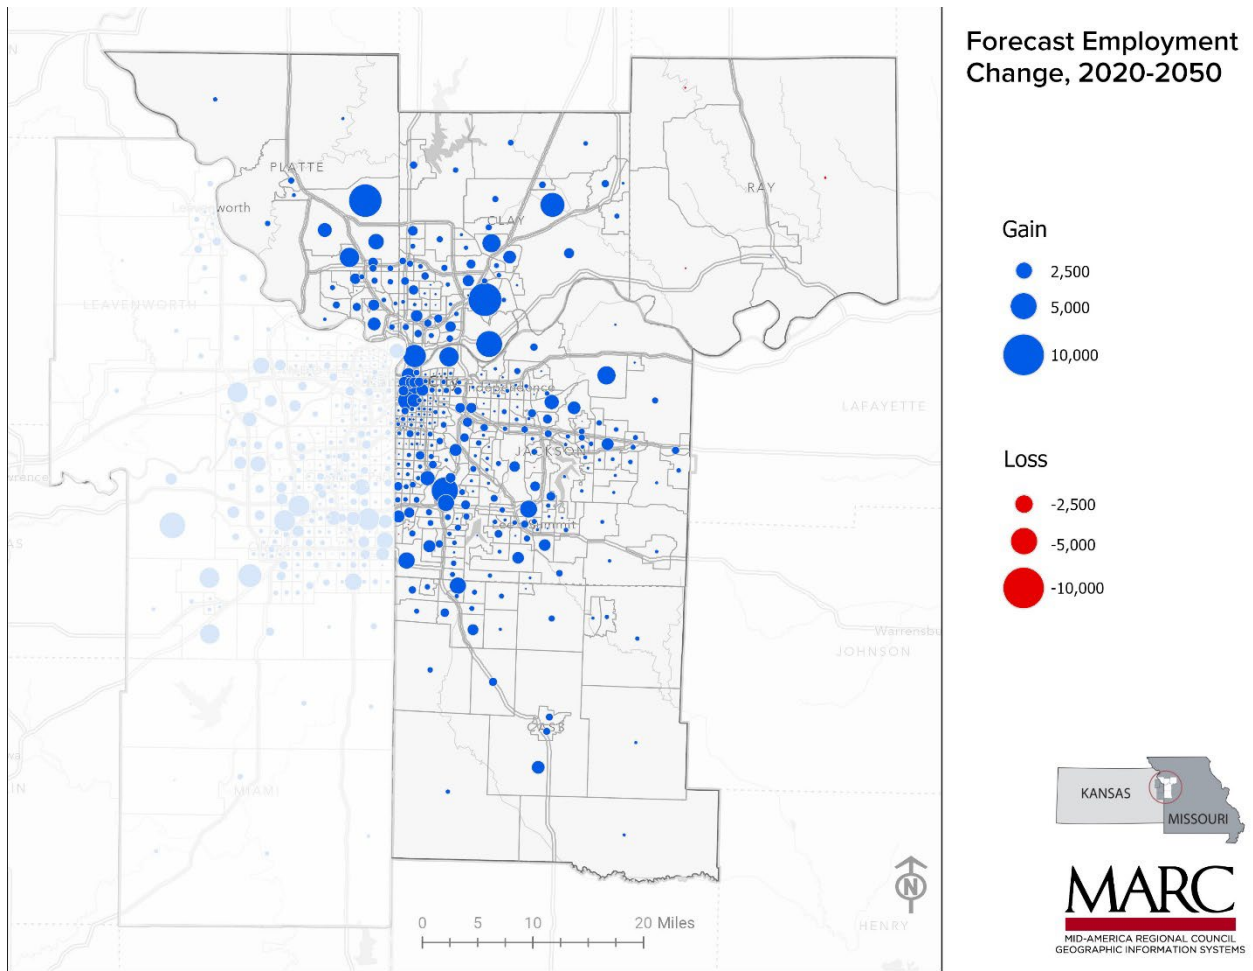 Forecast Employment
Change, 2020-2050
PLATTE
RAY
worth
CLAY
LEAVENWORTH
Gain
2,500
5,000
10,000
LAFAYETTE
JACKSON
Loss
-2,500
-5,000
-10,000
Warrensbu
JOHNSON
CASS
MIAMI
KANSAS
MISSOURI
N
0 5 10 20 Miles
HENRY
MARC
MID-AMERICA REGIONAL COUNCIL
GEOGRAPHIC INFORMATION SYSTEMS